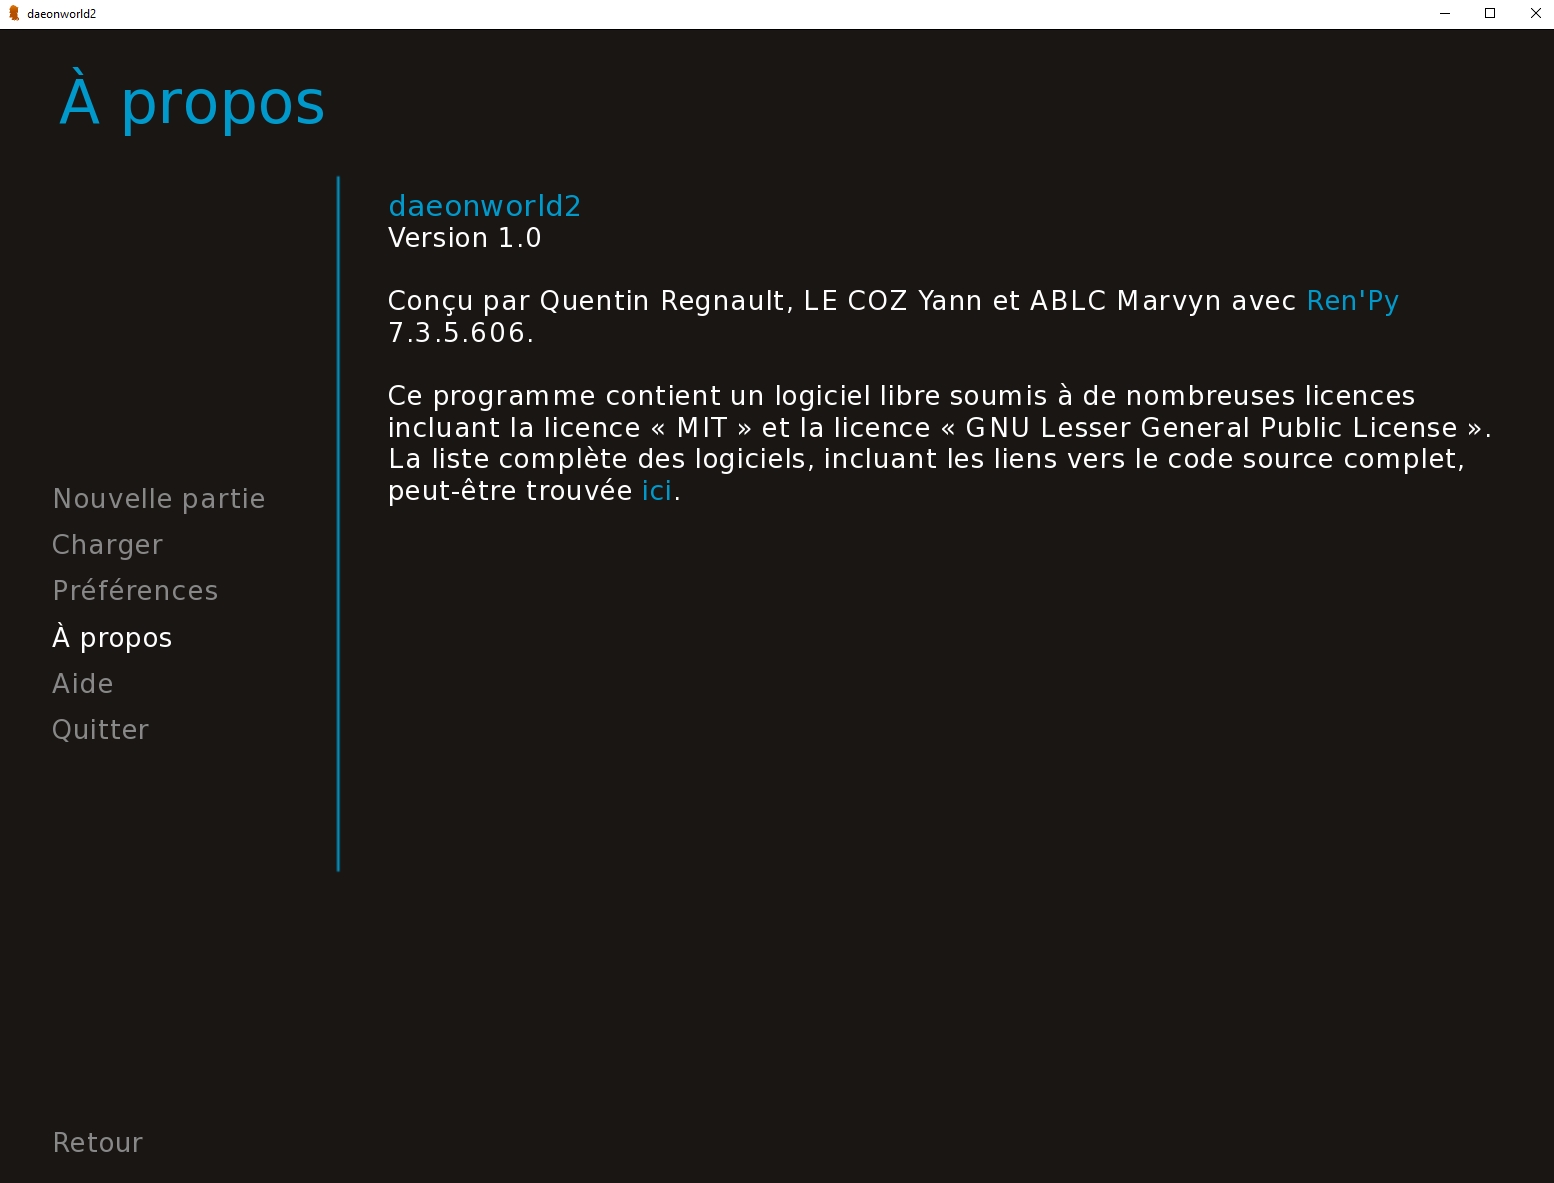 daeonworld2
À propos
daeonworld2
Version 1.0
Conçu par Quentin Regnault, LE COZ Yann et ABLC Marvyn avec Ren'Py
7.3.5.606.
Ce programme contient un logiciel libre soumis à de nombreuses licences
incluant la licence « MIT » et la licence « GNU Lesser General Public License ».
La liste complète des logiciels, incluant les liens vers le code source complet,
peut-être trouvée ici.
Nouvelle partie
Charger
Préférences
À propos
Aide
Quitter
Retour